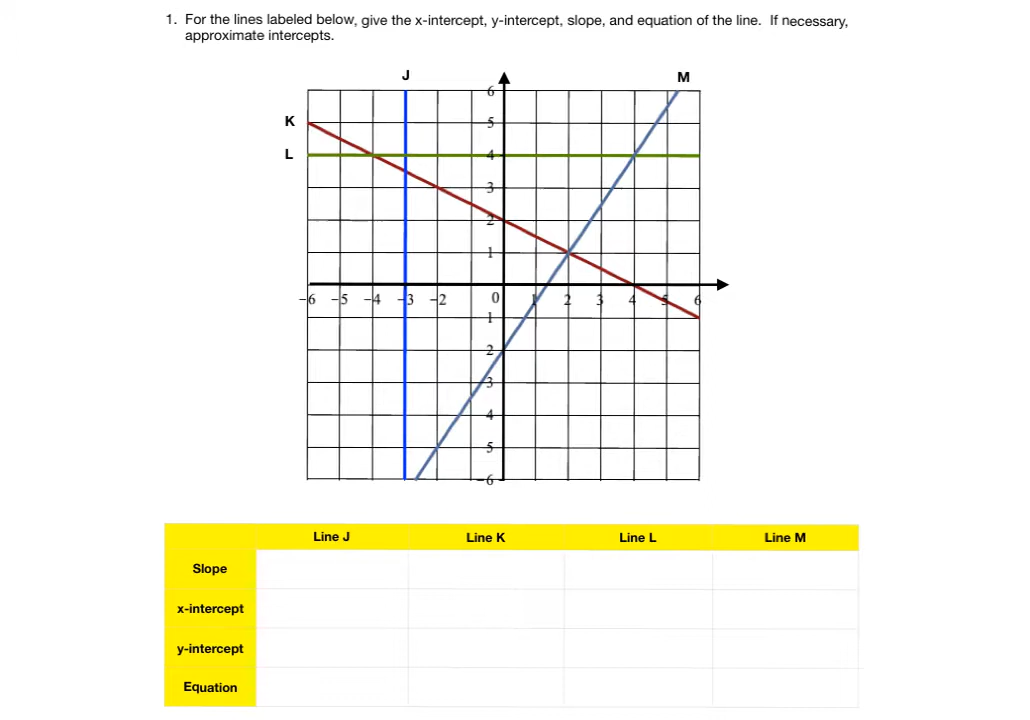 1. For the lines labeled below, give the x-intercept, y-intercept, slope, and equation of the line. If necessary,
approximate intercepts.
J
M
6
K
5
L
4
3
2
1
−6 −5 −4 −3 −2 0 1 2 3 4 5 6
1
2
3
4
5
−6
Line J Line K Line L Line M
Slope
x-intercept
y-intercept
Equation